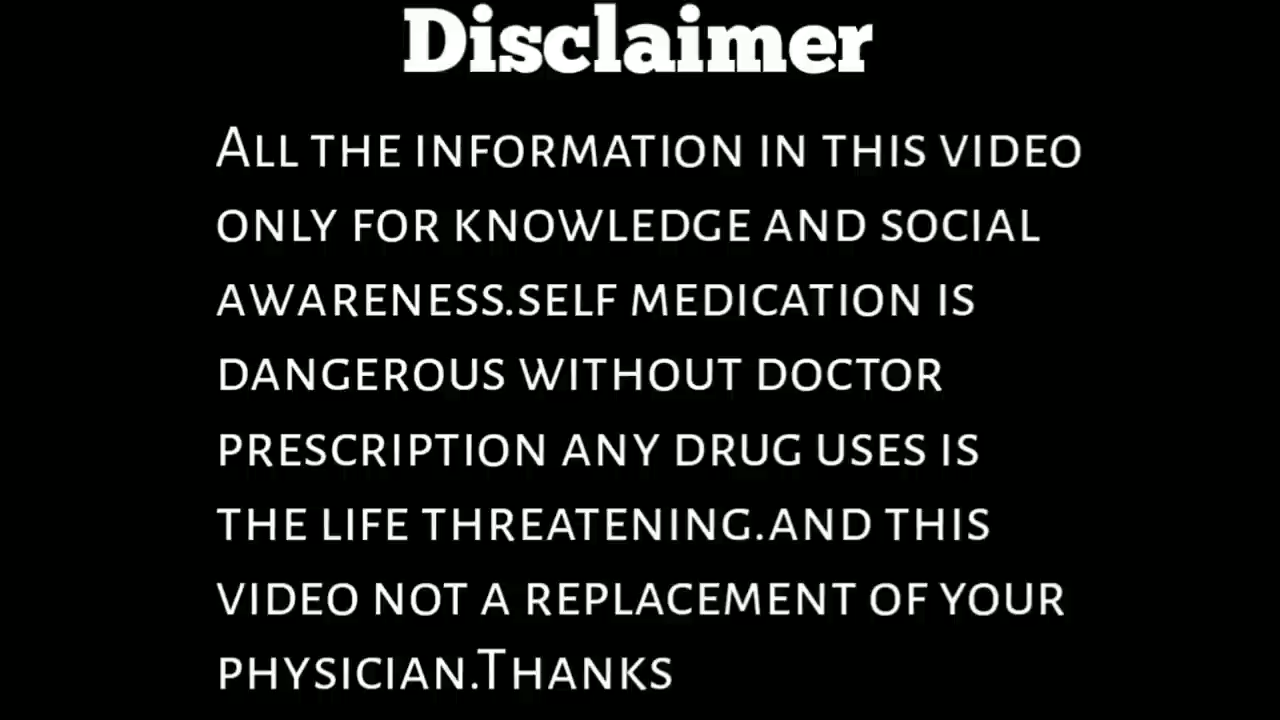 Disclaimer
All the information in this video
only for knowledge and social
awareness.self medication is
dangerous without doctor
prescription any drug uses is
the life threatening.and this
video not a replacement of your
physician.Thanks